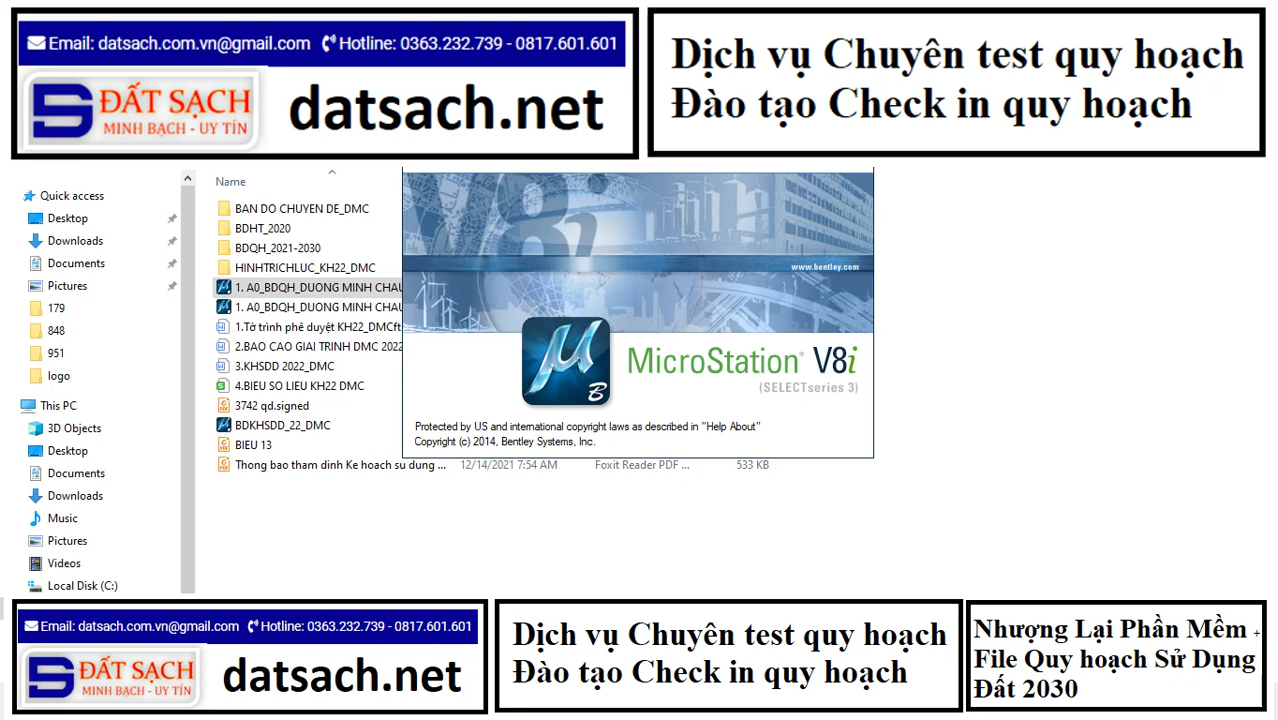 Email: datsach.com.vn@gmail.com Hotline: 0363.232.739 - 0817.601.601
ĐẤT SẠCH
MINH BẠCH - UY TÍN
datsach.net
Dịch vụ Chuyên test quy hoạch
Đào tạo Check in quy hoạch
Quick access
Desktop
Downloads
Documents
Pictures
179
848
951
logo
This PC
3D Objects
Desktop
Documents
Downloads
Music
Pictures
Videos
Local Disk (C:)
Name
BAN DO CHUYEN DE_DMC
BDHT_2020
BDQH_2021-2030
HINHTRICHLUC_KH22_DMC
1. A0_BDQH_DUONG MINH CHAU
1. A0_BDQH_DUONG MINH CHAU
1.Tờ trình phê duyệt KH22_DMCft
2.BAO CAO GIAI TRINH DMC 2022
3.KHSDD 2022_DMC
4.BIEU SO LIEU KH22 DMC
3742 qd.signed
BDKHSDD_22_DMC
BIEU 13
Thong bao tham dinh Ke hoach su dung ... 12/14/2021 7:54 AM Foxit Reader PDF ... 533 KB
V8i
www.bentley.com
MicroStation® V8i
(SELECTseries 3)
Protected by US and international copyright laws as described in "Help About"
Copyright (c) 2014, Bentley Systems, Inc.
Email: datsach.com.vn@gmail.com Hotline: 0363.232.739 - 0817.601.601
ĐẤT SẠCH
MINH BẠCH - UY TÍN
datsach.net
Dịch vụ Chuyên test quy hoạch
Đào tạo Check in quy hoạch
Nhượng Lại Phần Mềm +
File Quy hoạch Sử Dụng
Đất 2030